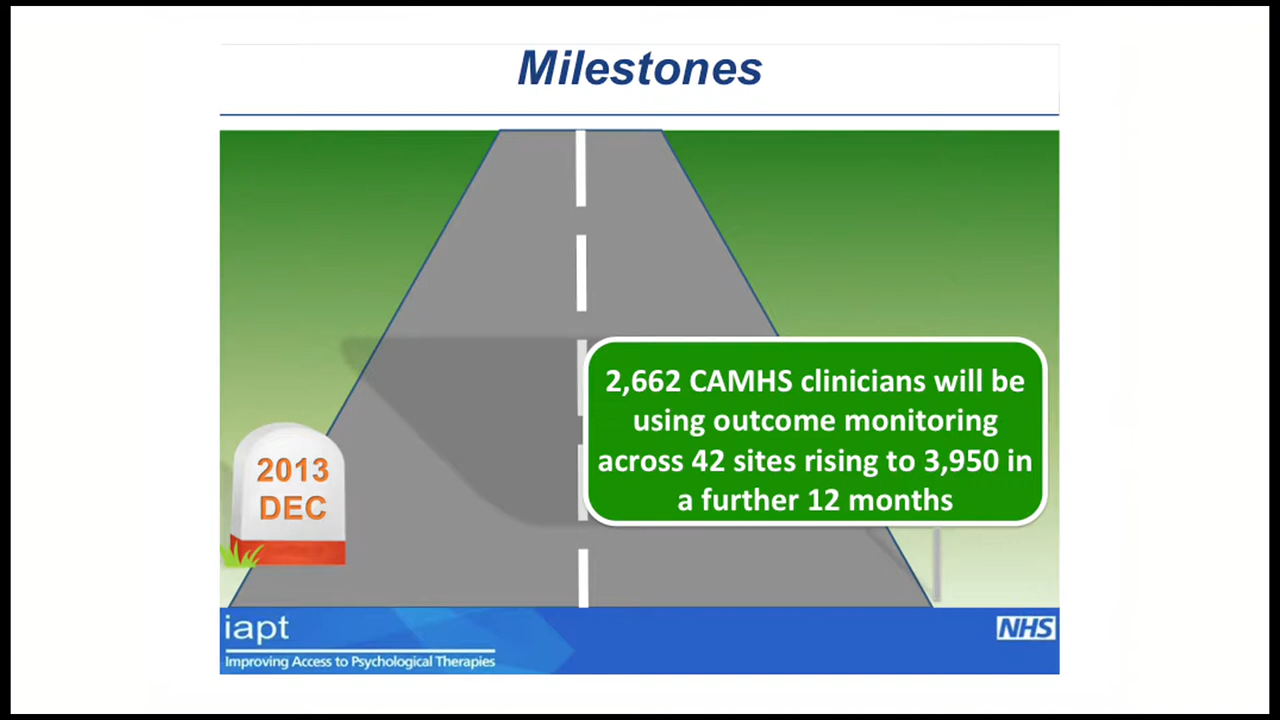 Milestones
2,662 CAMHS clinicians will be
using outcome monitoring
across 42 sites rising to 3,950 in
a further 12 months
2013
DEC
iapt
NHS
Improving Access to Psychological Therapies